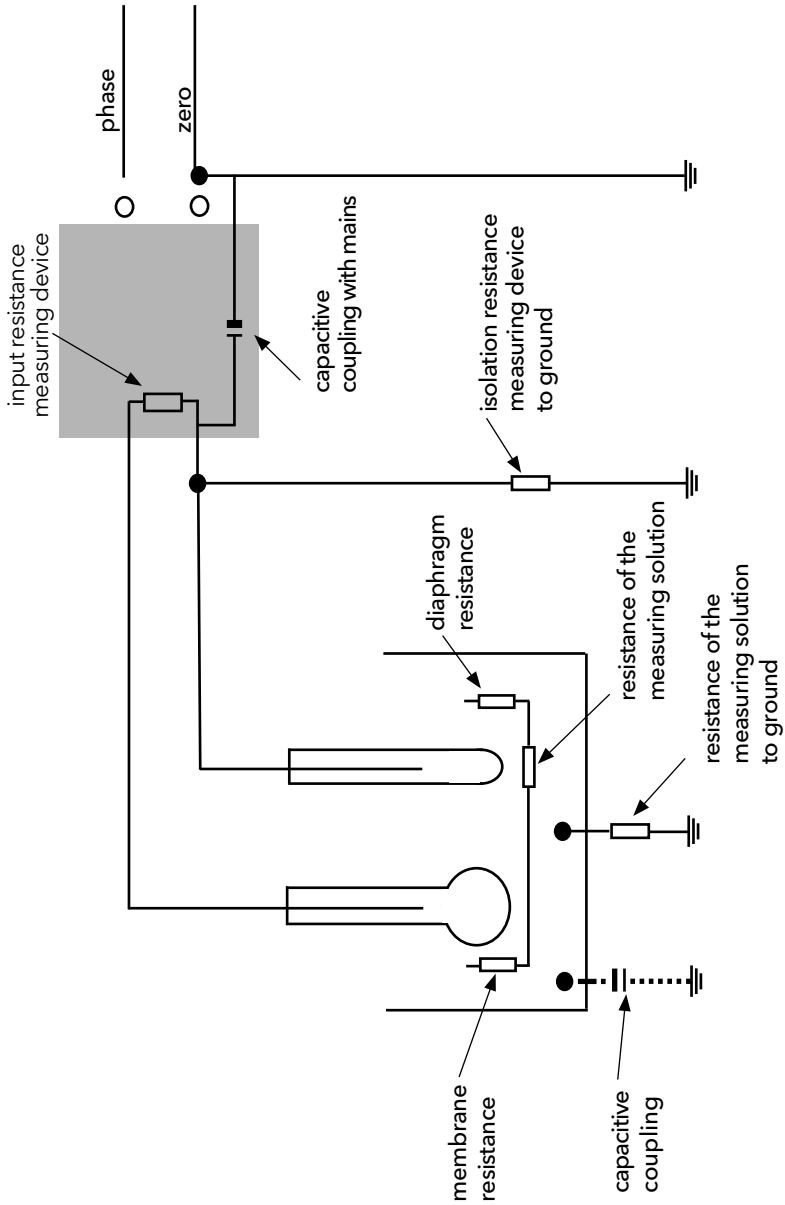 phase
zero
input resistance
measuring device
capacitive
coupling with mains
isolation resistance
measuring device
to ground
diaphragm
resistance
resistance of the
measuring solution
resistance of the
measuring solution
to ground
membrane
resistance
capacitive
coupling